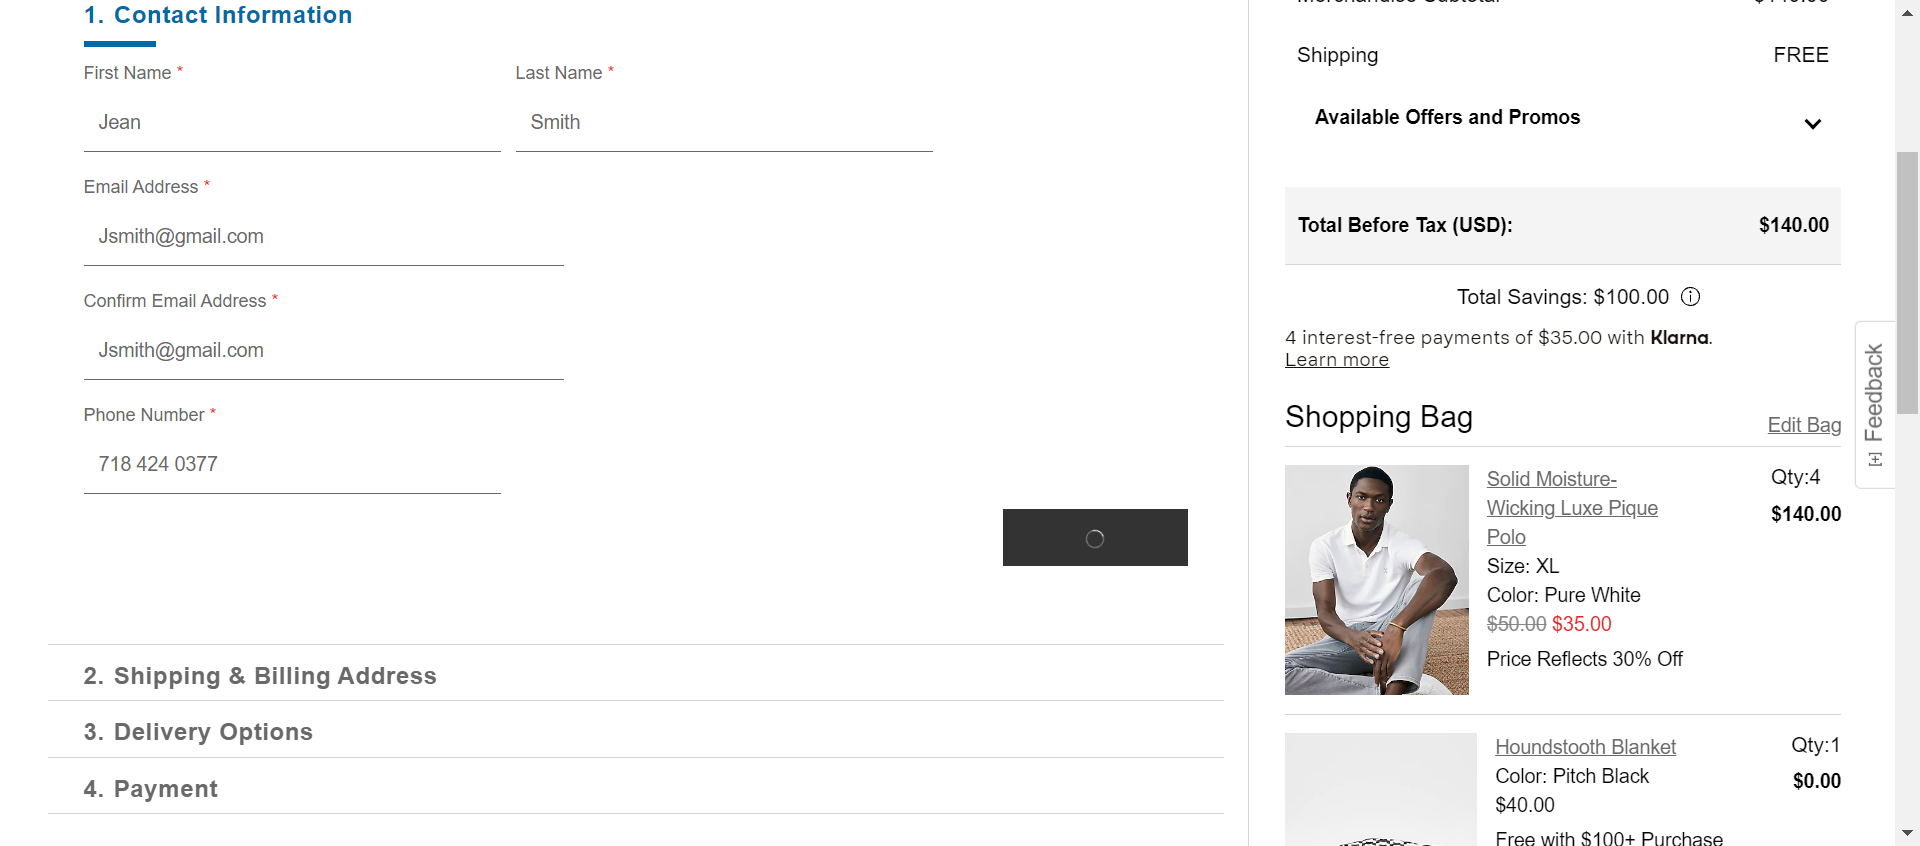 1. Contact Information
First Name *
Last Name *
Jean
Smith
Email Address *
Jsmith@gmail.com
Confirm Email Address *
Jsmith@gmail.com
Phone Number *
718 424 0377
2. Shipping & Billing Address
3. Delivery Options
4. Payment
Merchandise Subtotal
Shipping FREE
Available Offers and Promos
Total Before Tax (USD): $140.00
Total Savings: $100.00
4 interest-free payments of $35.00 with Klarna.
Learn more
Shopping Bag
Edit Bag
Solid Moisture-
Wicking Luxe Pique
Polo
Size: XL
Color: Pure White
$50.00 $35.00
Price Reflects 30% Off
Qty:4
$140.00
Houndstooth Blanket
Color: Pitch Black
$40.00
Free with $100+ Purchase
Qty:1
$0.00
[+] Feedback